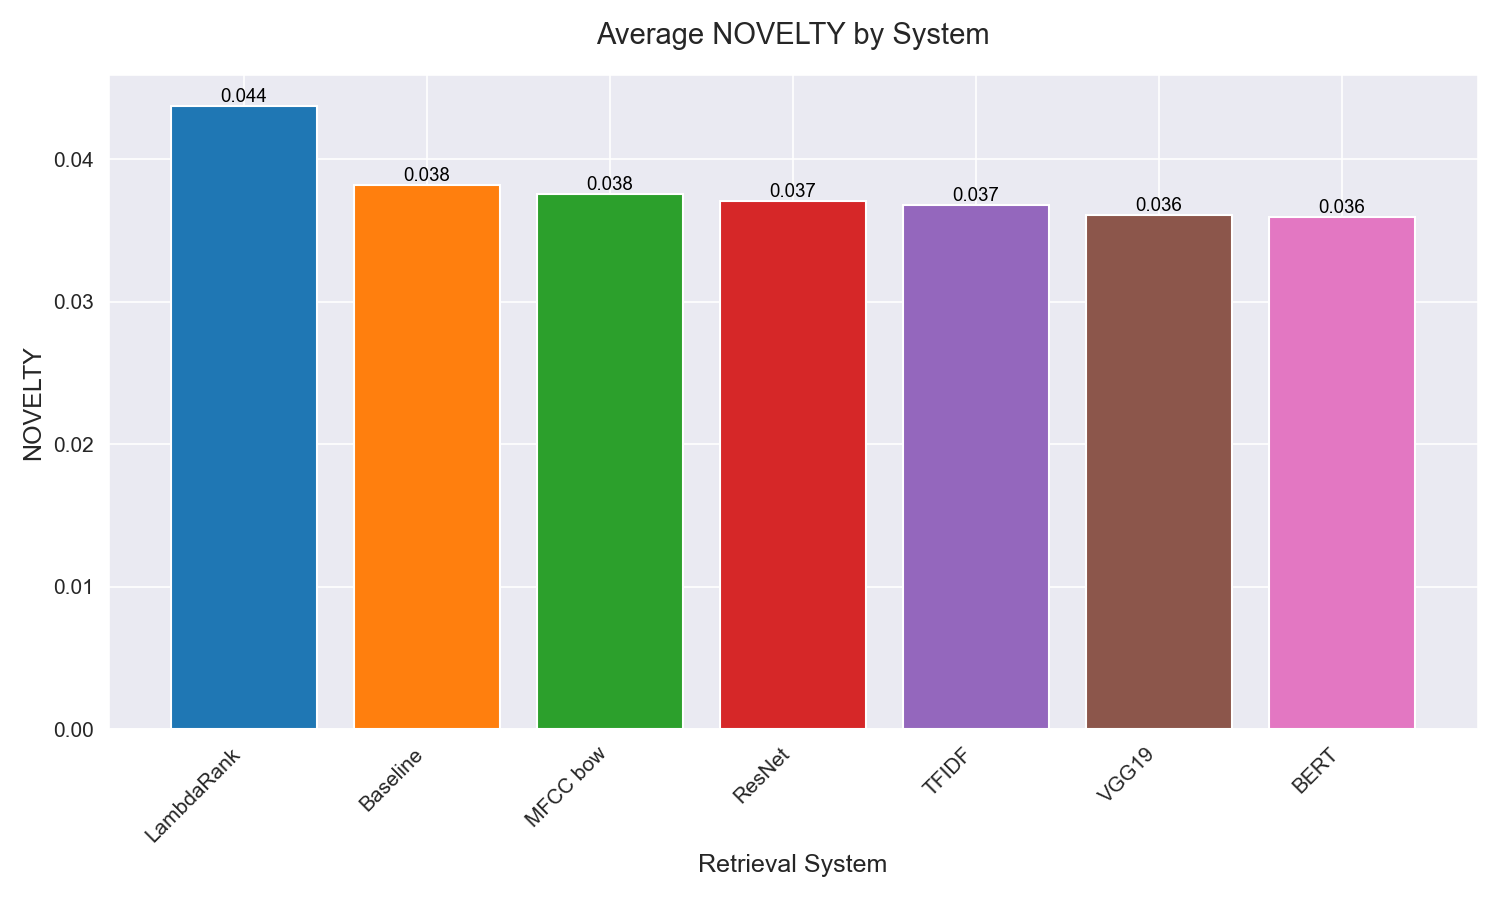 Average NOVELTY by System
0.044
0.038
0.038
0.037
0.037
0.036
0.036
0.04
0.03
0.02
0.01
0.00
NOVELTY
LambdaRank
Baseline
MFCC bow
ResNet
TFIDF
VGG19
BERT
Retrieval System